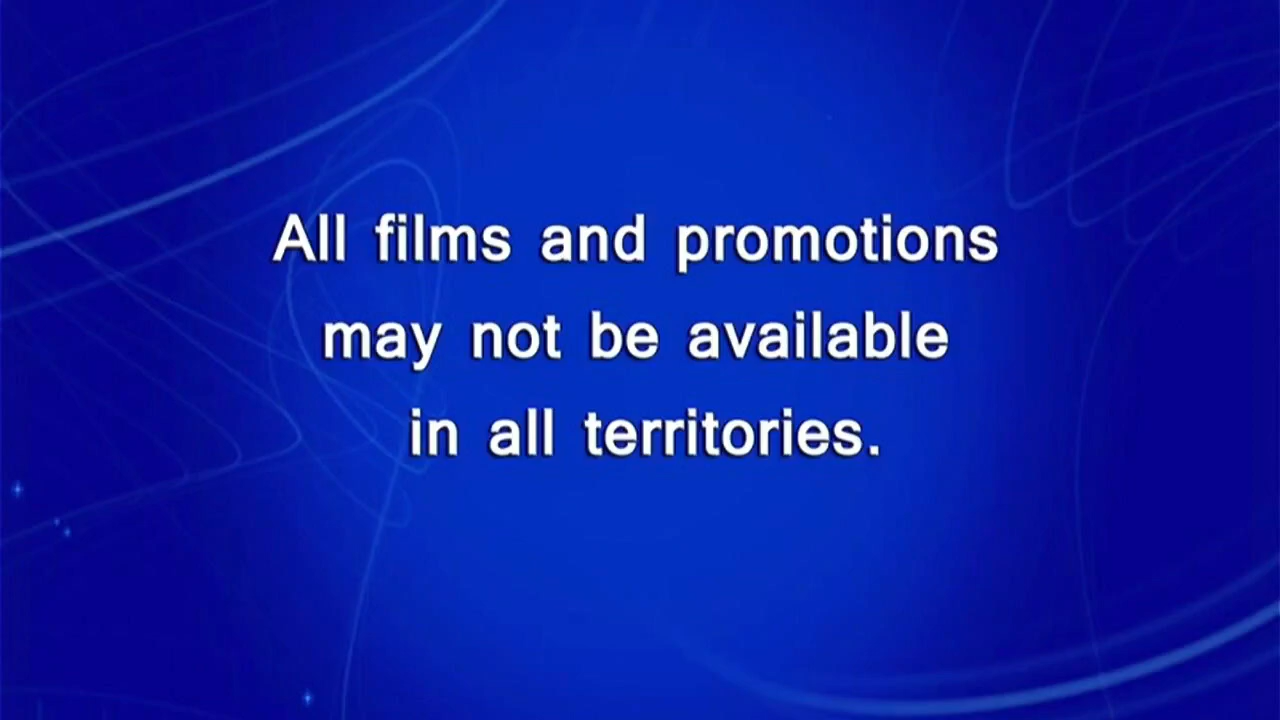 All films and promotions
may not be available
in all territories.